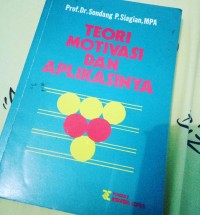 Prof. Dr. Sondang P. Siagian, MPA
TEORI
MOTIVASI
DAN
APLIKASINYA